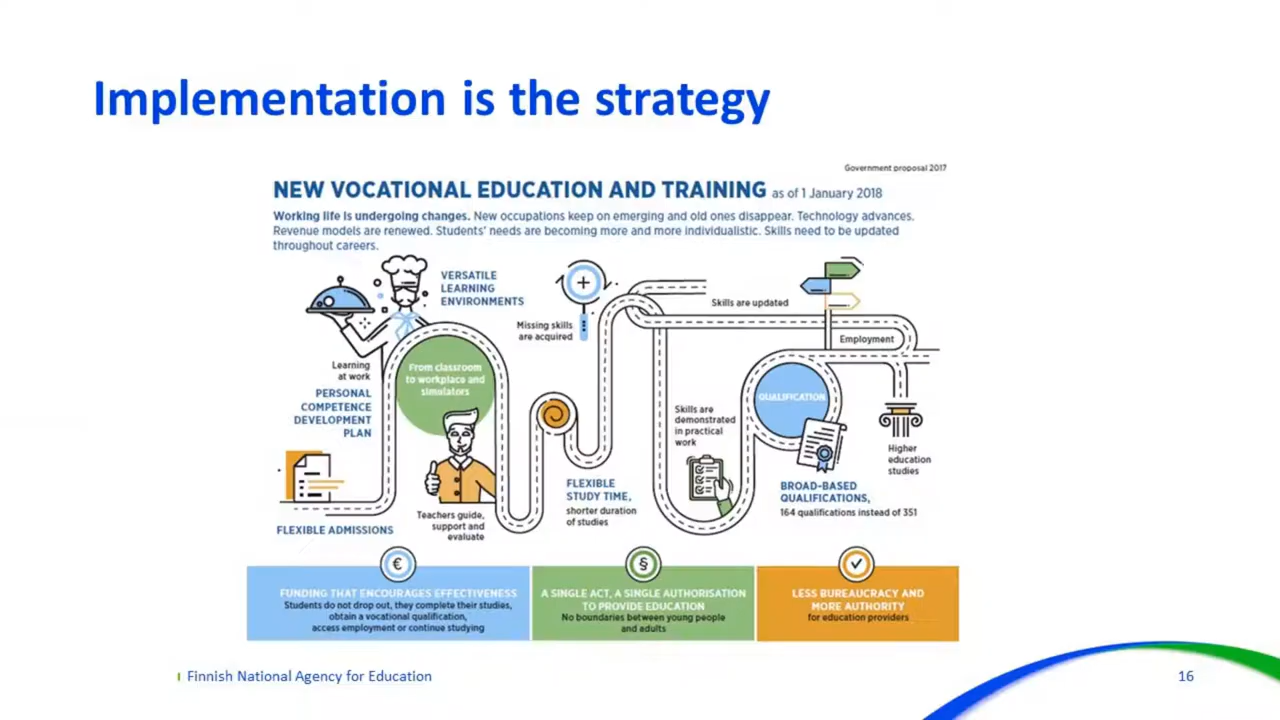 Implementation is the strategy
Government proposal 2017
NEW VOCATIONAL EDUCATION AND TRAINING as of 1 January 2018
Working life is undergoing changes. New occupations keep on emerging and old ones disappear. Technology advances.
Revenue models are renewed. Students' needs are becoming more and more individualistic. Skills need to be updated
throughout careers.
VERSATILE
LEARNING
ENVIRONMENTS
Learning
at work
PERSONAL
COMPETENCE
DEVELOPMENT
PLAN
FLEXIBLE ADMISSIONS
From classroom
to workplace and
simulators
Teachers guide,
support and
evaluate
Missing skills
are acquired
FLEXIBLE
STUDY TIME,
shorter duration
of studies
Skills are updated
Skills are
demonstrated
in practical
work
Employment
QUALIFICATION
BROAD-BASED
QUALIFICATIONS,
164 qualifications instead of 351
Higher
education
studies
€
FUNDING THAT ENCOURAGES EFFECTIVENESS
Students do not drop out, they complete their studies,
obtain a vocational qualification,
access employment or continue studying
§
A SINGLE ACT, A SINGLE AUTHORISATION
TO PROVIDE EDUCATION
No boundaries between young people
and adults
LESS BUREAUCRACY AND
MORE AUTHORITY
for education providers
Finnish National Agency for Education
16